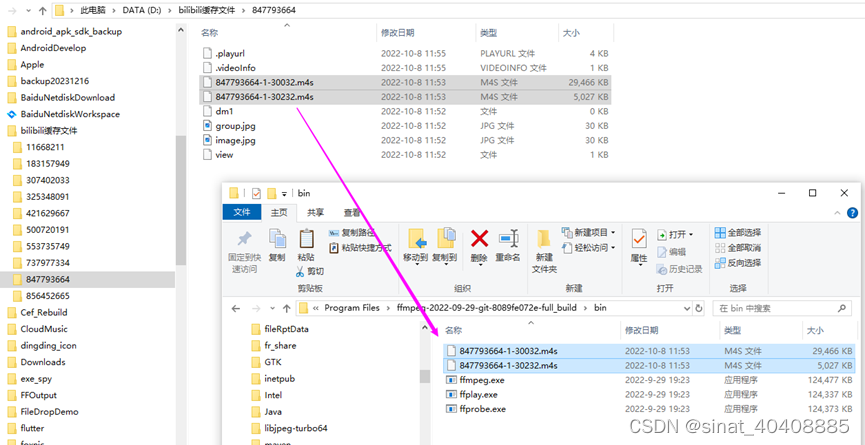 此电脑 › DATA (D:) › bilibili缓存文件 › 847793664
android_apk_sdk_backup
AndroidDevelop
Apple
backup20231216
BaiduNetdiskDownload
BaiduNetdiskWorkspace
bilibili缓存文件
11668211
183157949
307402033
325348091
421629667
500720191
553735749
737977334
847793664
856452665
Cef_Rebuild
CloudMusic
dingding_icon
Downloads
exe_spy
FFOutput
FileDropDemo
flutter
名称 修改日期 类型 大小
.playurl 2022-10-8 11:55 PLAYURL 文件 4 KB
.videoInfo 2022-10-8 11:55 VIDEOINFO 文件 1 KB
847793664-1-30032.m4s 2022-10-8 11:53 M4S 文件 29,466 KB
847793664-1-30232.m4s 2022-10-8 11:53 M4S 文件 5,027 KB
dm1 2022-10-8 11:52 文件 0 KB
group.jpg 2022-10-8 11:52 JPG 文件 30 KB
image.jpg 2022-10-8 11:52 JPG 文件 30 KB
view 2022-10-8 11:52 文件 1 KB
bin
文件 主页 共享 查看
固定到快
速访问
复制
粘贴
复制路径
粘贴快捷方式
剪切
剪贴板
移动到 复制到 删除 重命名
组织
新建
文件夹
新建项目
轻松访问
新建
属性
打开
编辑
历史记录
打开
全部选择
全部取消
反向选择
选择
« Program Files › ffmpeg-2022-09-29-git-8089fe072e-full_build › bin
在 bin 中搜索
fileRptData
fr_share
GTK
inetpub
Intel
Java
libjpeg-turbo64
maven
名称 修改日期 类型 大小
847793664-1-30032.m4s 2022-10-8 11:53 M4S 文件 29,466 KB
847793664-1-30232.m4s 2022-10-8 11:53 M4S 文件 5,027 KB
ffmpeg.exe 2022-9-29 19:23 应用程序 124,477 KB
ffplay.exe 2022-9-29 19:23 应用程序 124,337 KB
ffprobe.exe 2022-9-29 19:23 应用程序 124,373 KB
CSDN @sinat_40408885